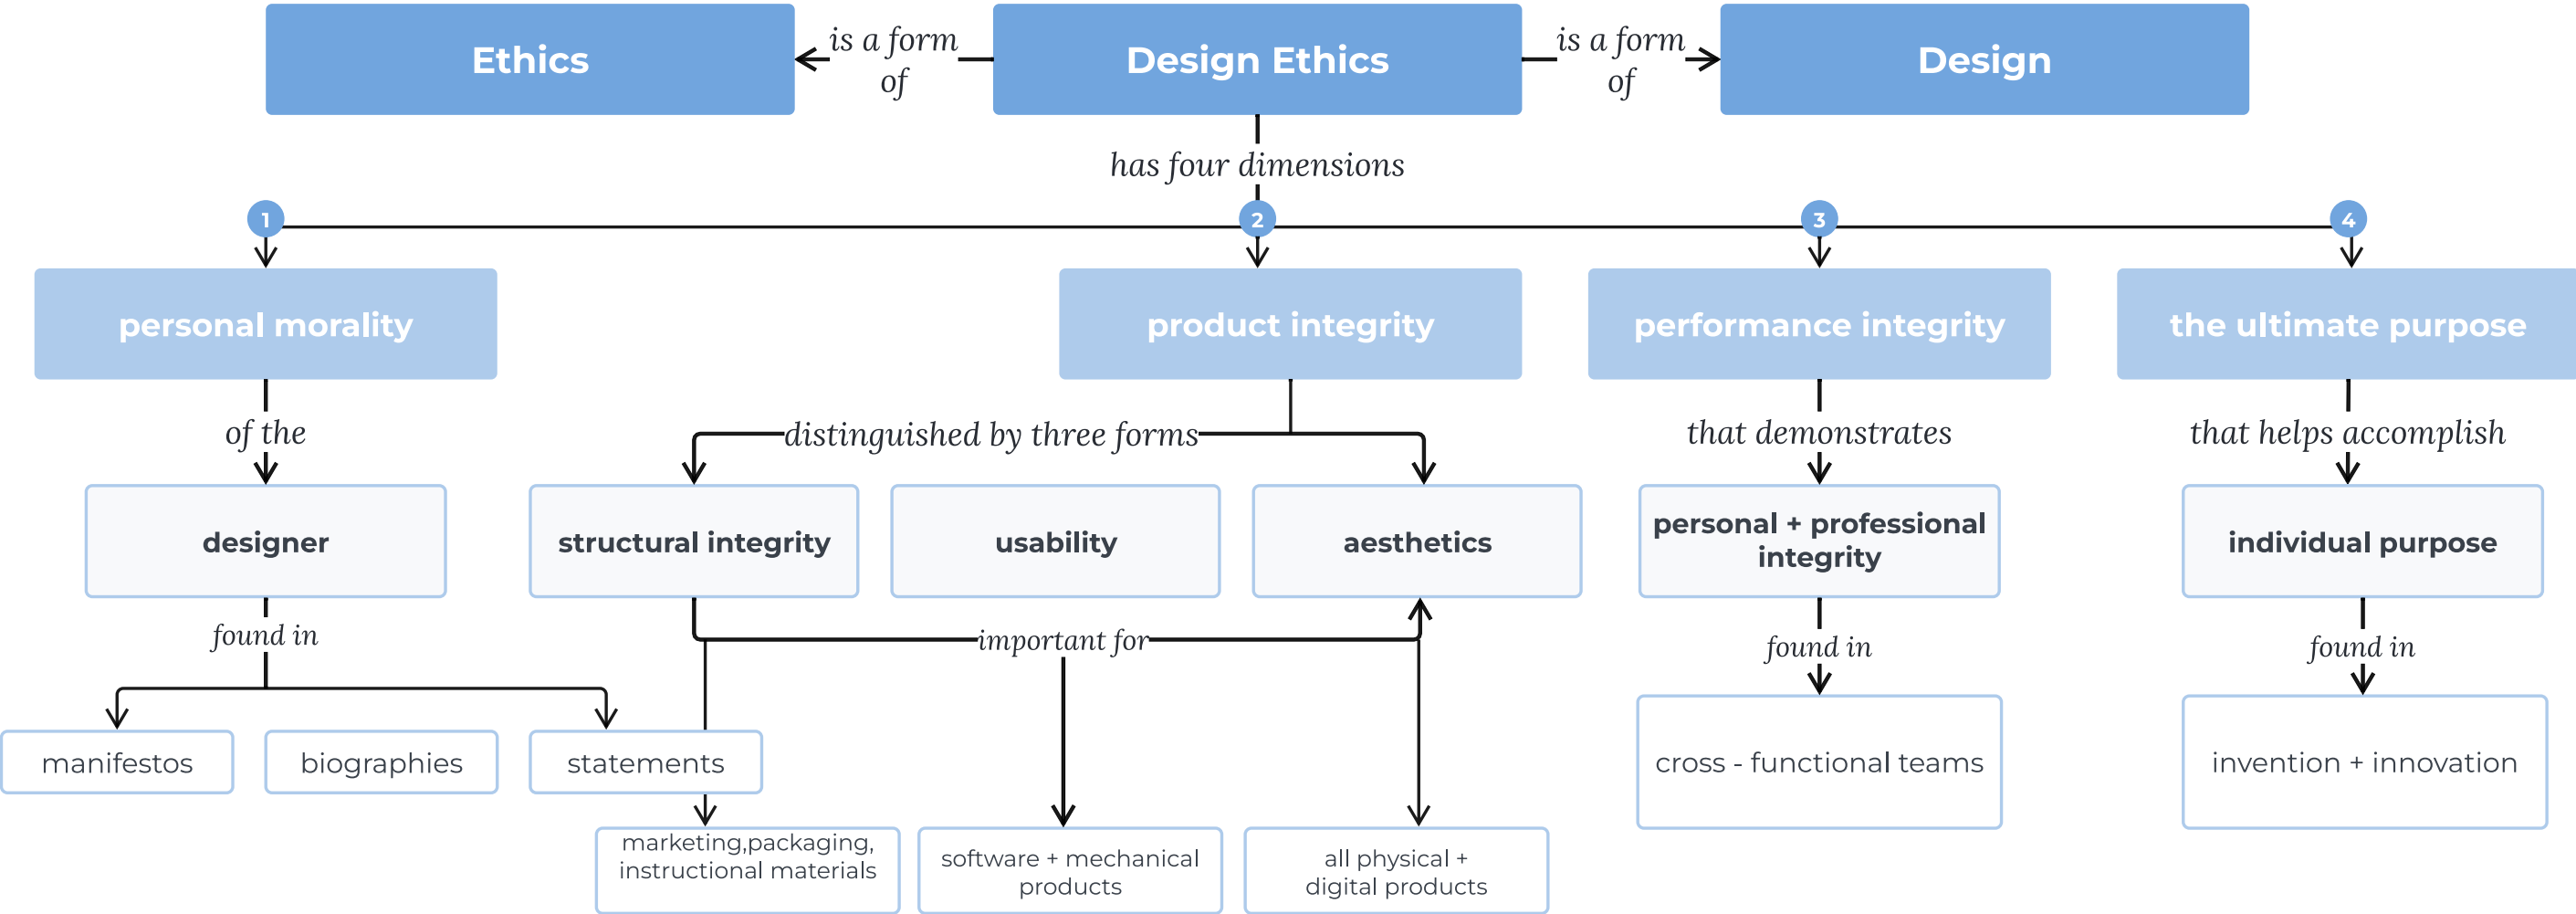 Ethics
is a form
of
Design Ethics
is a form
of
Design
has four dimensions
1
2
3
4
personal morality
product integrity
performance integrity
the ultimate purpose
of the
distinguished by three forms
that demonstrates
that helps accomplish
designer
structural integrity
usability
aesthetics
personal + professional
integrity
individual purpose
found in
important for
found in
found in
manifestos
biographies
statements
cross - functional teams
invention + innovation
marketing,packaging,
instructional materials
software + mechanical
products
all physical +
digital products